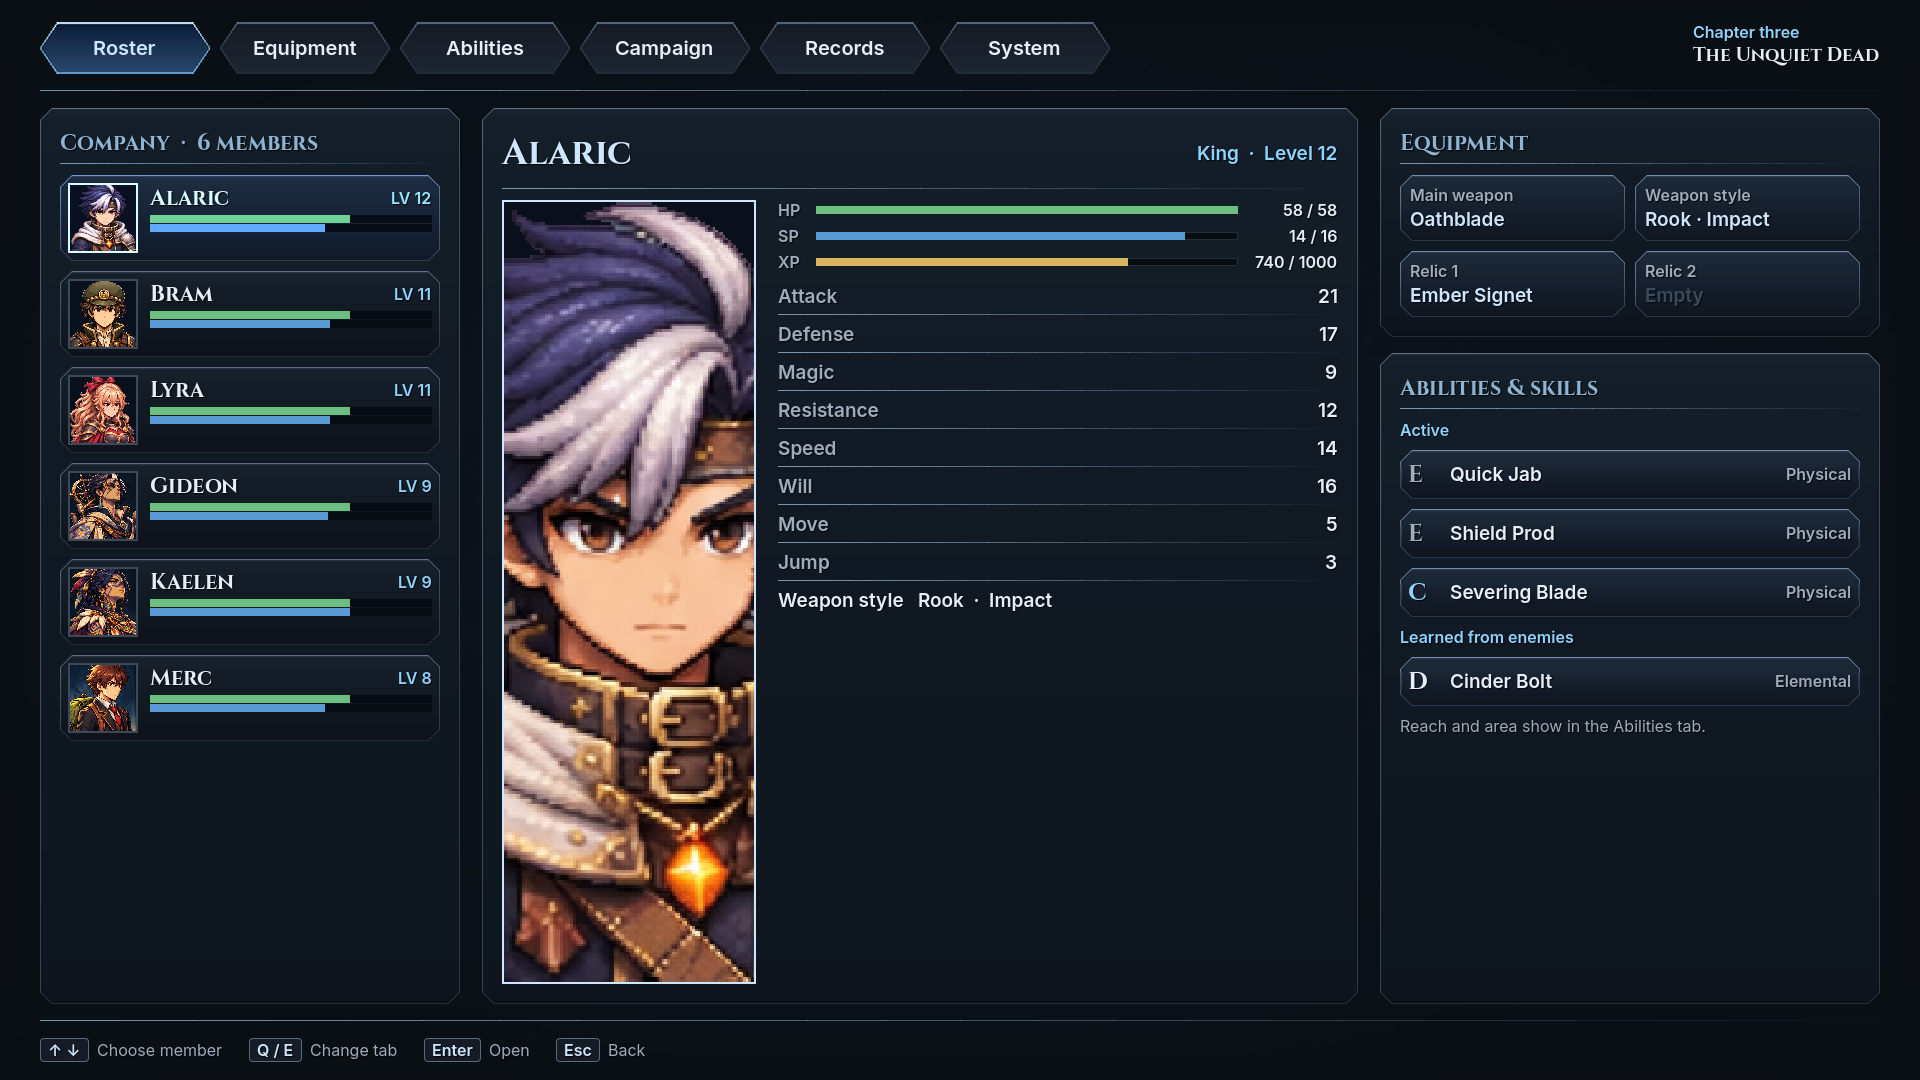 Roster
Equipment
Abilities
Campaign
Records
System
Chapter three
The Unquiet Dead
Company · 6 members
Alaric LV 12
Bram LV 11
Lyra LV 11
Gideon LV 9
Kaelen LV 9
Merc LV 8
Alaric
King · Level 12
HP 58 / 58
SP 14 / 16
XP 740 / 1000
Attack 21
Defense 17
Magic 9
Resistance 12
Speed 14
Will 16
Move 5
Jump 3
Weapon style Rook · Impact
Equipment
Main weapon
Oathblade
Weapon style
Rook · Impact
Relic 1
Ember Signet
Relic 2
Empty
Abilities & skills
Active
E Quick Jab Physical
E Shield Prod Physical
C Severing Blade Physical
Learned from enemies
D Cinder Bolt Elemental
Reach and area show in the Abilities tab.
↑ ↓ Choose member Q / E Change tab Enter Open Esc Back